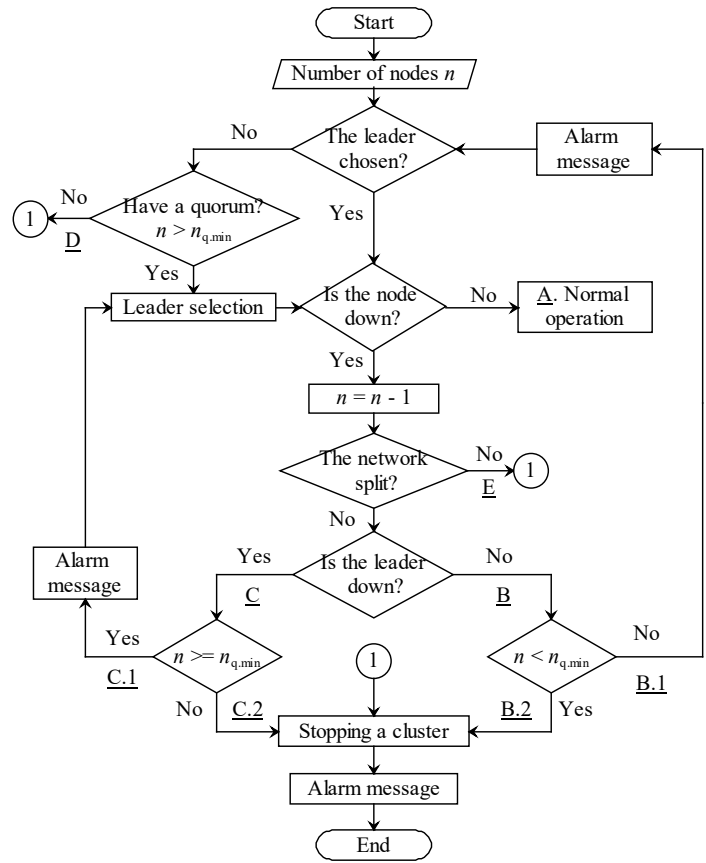 Start
Number of nodes n
The leader
chosen?
No
Alarm
message
Yes
Have a quorum?
n > nq.min
No
1
D
Yes
Leader selection
Is the node
down?
No
A. Normal
operation
Yes
n = n - 1
The network
split?
No
E
1
No
Is the leader
down?
Yes
C
No
B
Alarm
message
Yes
C.1
n >= nq.min
No
C.2
1
n < nq.min
No
B.1
B.2
Yes
Stopping a cluster
Alarm message
End